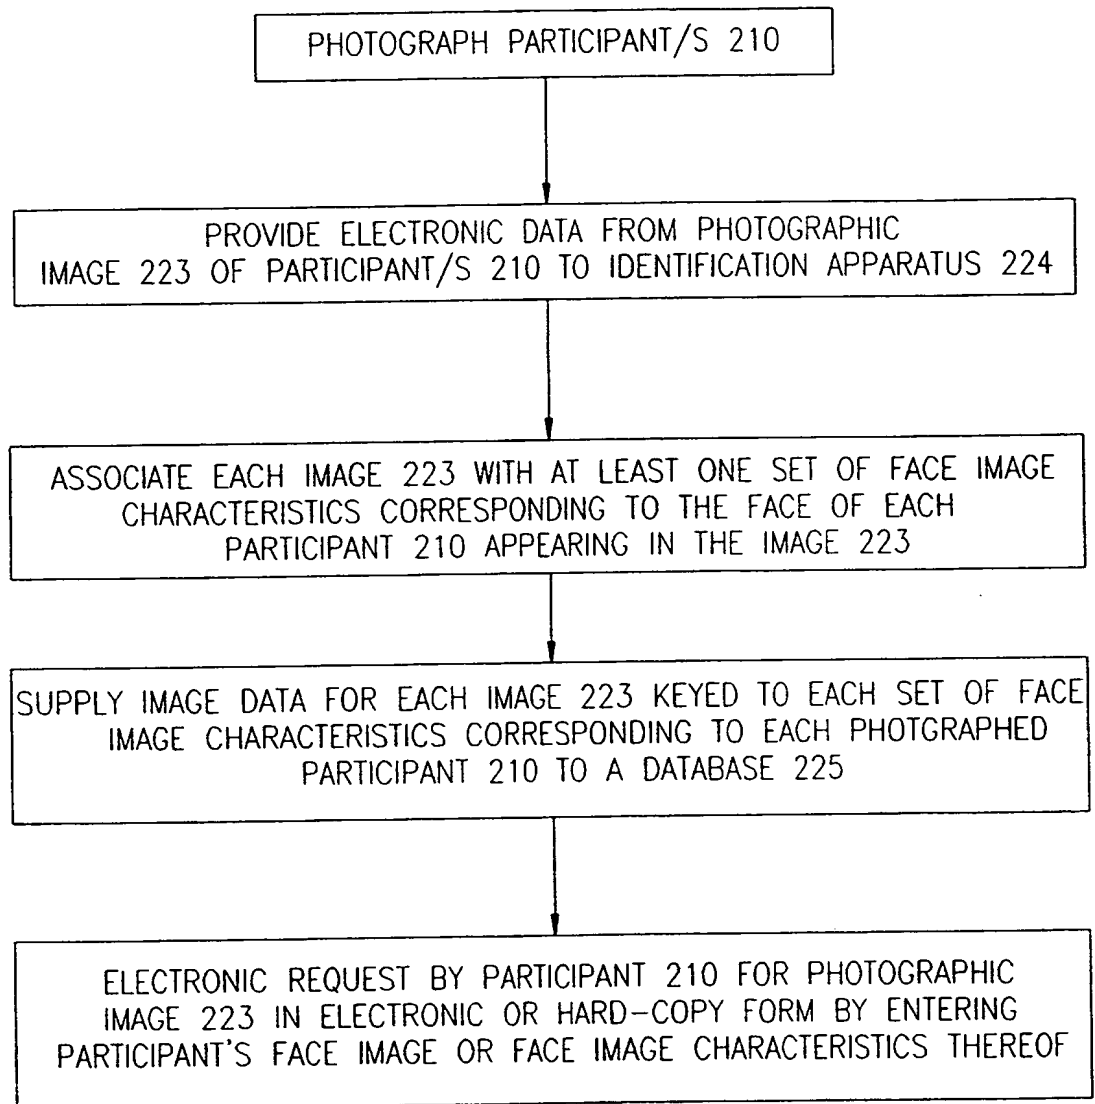 PHOTOGRAPH PARTICIPANT/S 210
PROVIDE ELECTRONIC DATA FROM PHOTOGRAPHIC
IMAGE 223 OF PARTICIPANT/S 210 TO IDENTIFICATION APPARATUS 224
ASSOCIATE EACH IMAGE 223 WITH AT LEAST ONE SET OF FACE IMAGE
CHARACTERISTICS CORRESPONDING TO THE FACE OF EACH
PARTICIPANT 210 APPEARING IN THE IMAGE 223
SUPPLY IMAGE DATA FOR EACH IMAGE 223 KEYED TO EACH SET OF FACE
IMAGE CHARACTERISTICS CORRESPONDING TO EACH PHOTGRAPHED
PARTICIPANT 210 TO A DATABASE 225
ELECTRONIC REQUEST BY PARTICIPANT 210 FOR PHOTOGRAPHIC
IMAGE 223 IN ELECTRONIC OR HARD-COPY FORM BY ENTERING
PARTICIPANT'S FACE IMAGE OR FACE IMAGE CHARACTERISTICS THEREOF